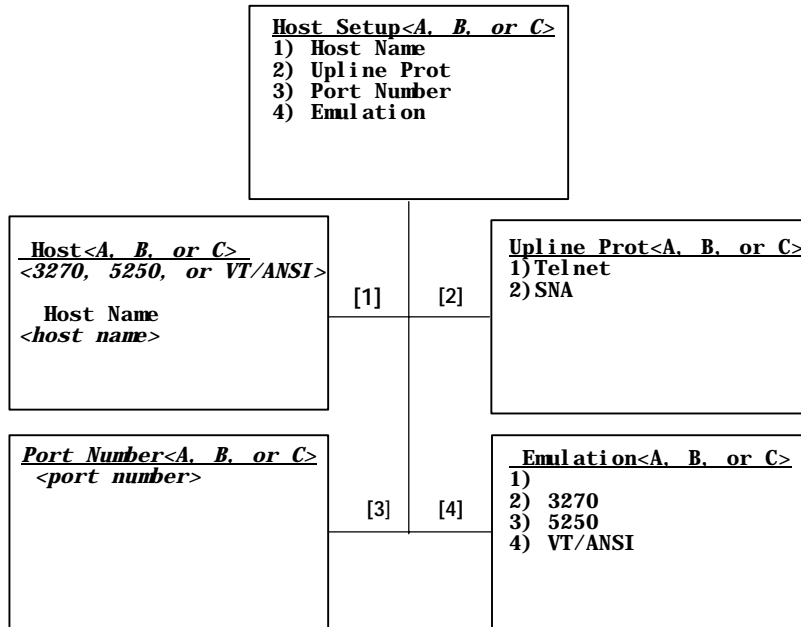 Host Setup<A, B, or C>
1) Host Name
2) Upline Prot
3) Port Number
4) Emulation
Host<A, B, or C>
<3270, 5250, or VT/ANSI>
Host Name
<host name>
[1]
[2]
Upline Prot<A, B, or C>
1)Telnet
2)SNA
Port Number<A, B, or C>
<port number>
[3]
[4]
Emulation<A, B, or C>
1)
2) 3270
3) 5250
4) VT/ANSI